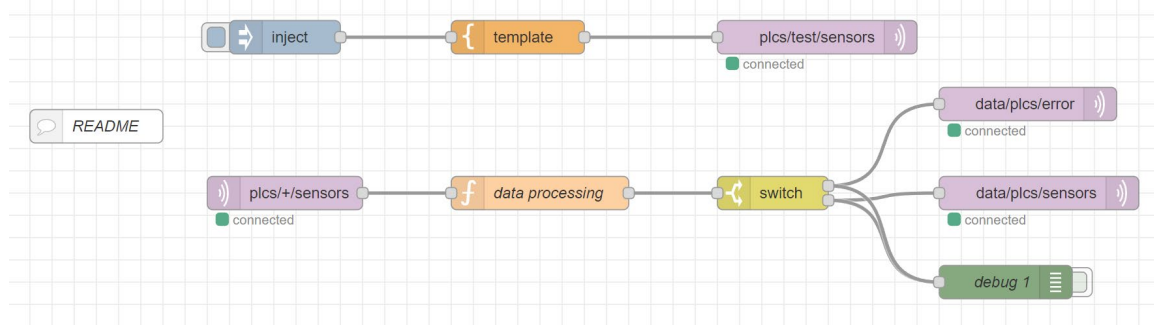 inject
template
plcs/test/sensors
connected
data/plcs/error
connected
README
plcs/+/sensors
connected
data processing
switch
data/plcs/sensors
connected
debug 1